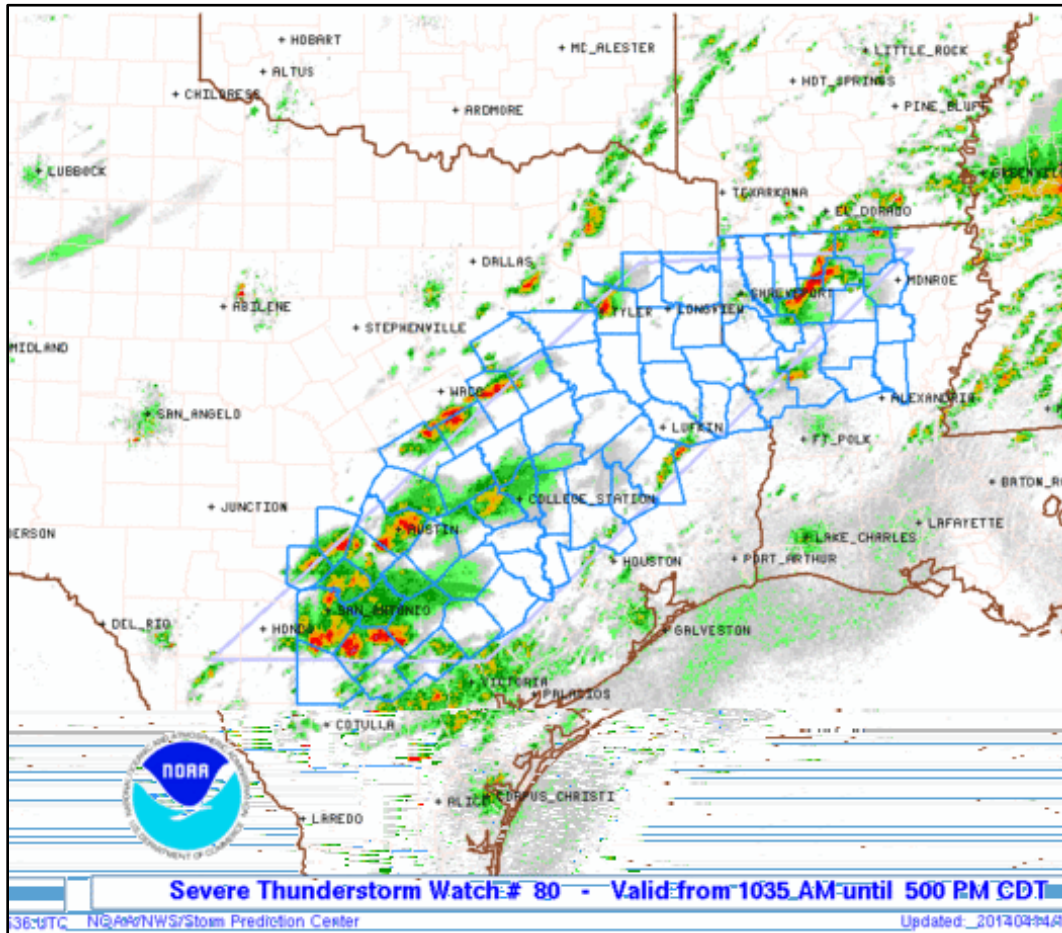 HOBART
MC_ALESTER
LITTLE_ROCK
ALTUS
HOT_SPRINGS
CHILDRESS
ARDMORE
PINE_BLUFF
LUBBOCK
TEXARKANA
EL_DORADO
DALLAS
MONROE
SHREVEPORT
ABILENE
TYLER
LONGVIEW
STEPHENVILLE
MIDLAND
WACO
ALEXANDRIA
SAN_ANGELO
LUFKIN
FT_POLK
COLLEGE_STATION
JUNCTION
LAFAYETTE
AUSTIN
LAKE_CHARLES
HOUSTON
PORT_ARTHUR
SAN_ANTONIO
DEL_RIO
HONDO
GALVESTON
VICTORIA
PALACIOS
COTULLA
NOAA
ALICE
CORPUS_CHRISTI
LAREDO
Severe Thunderstorm Watch # 80 - Valid from 1035 AM until 500 PM CDT
NOAA/NWS/Storm Prediction Center
Updated: